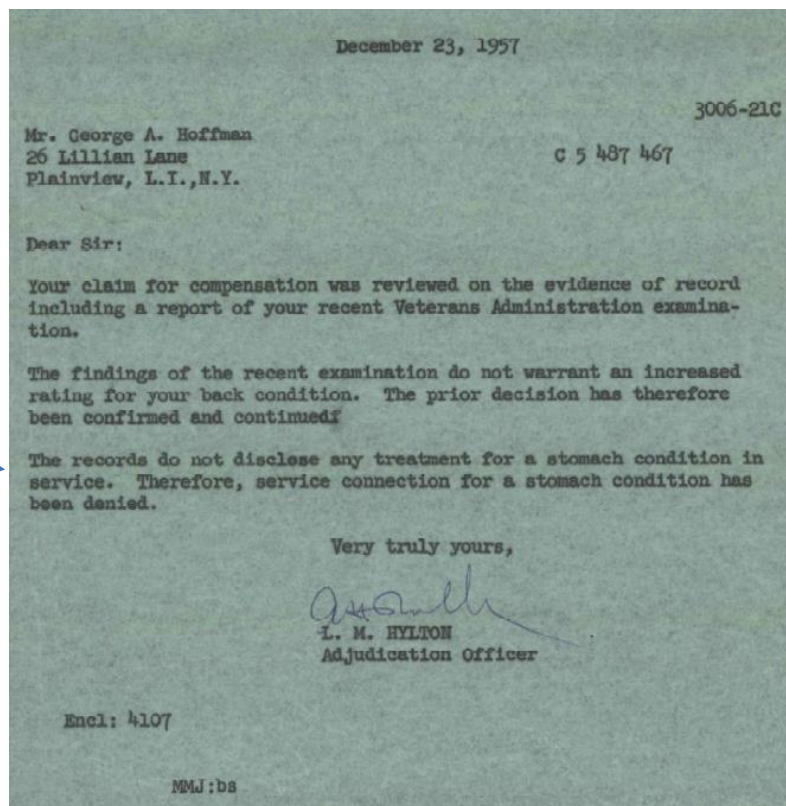 December 23, 1957
3006-21C
Mr. George A. Hoffman
26 Lillian Lane
C 5 487 467
Plainview, L.I.,N.Y.
Dear Sir:
Your claim for compensation was reviewed on the evidence of record
including a report of your recent Veterans Administration examina-
tion.
The findings of the recent examination do not warrant an increased
rating for your back condition. The prior decision has therefore
been confirmed and continued
The records do not disclose any treatment for a stomach condition in
service. Therefore, service connection for a stomach condition has
been denied.
Very truly yours,
L. M. HYLTON
Adjudication Officer
Encl: 4107
MMJ:bs